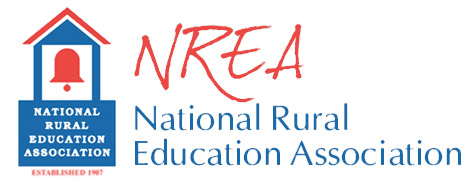 NATIONAL
RURAL
EDUCATION
ASSOCIATION
ESTABLISHED 1907
NREA
National Rural
Education Association